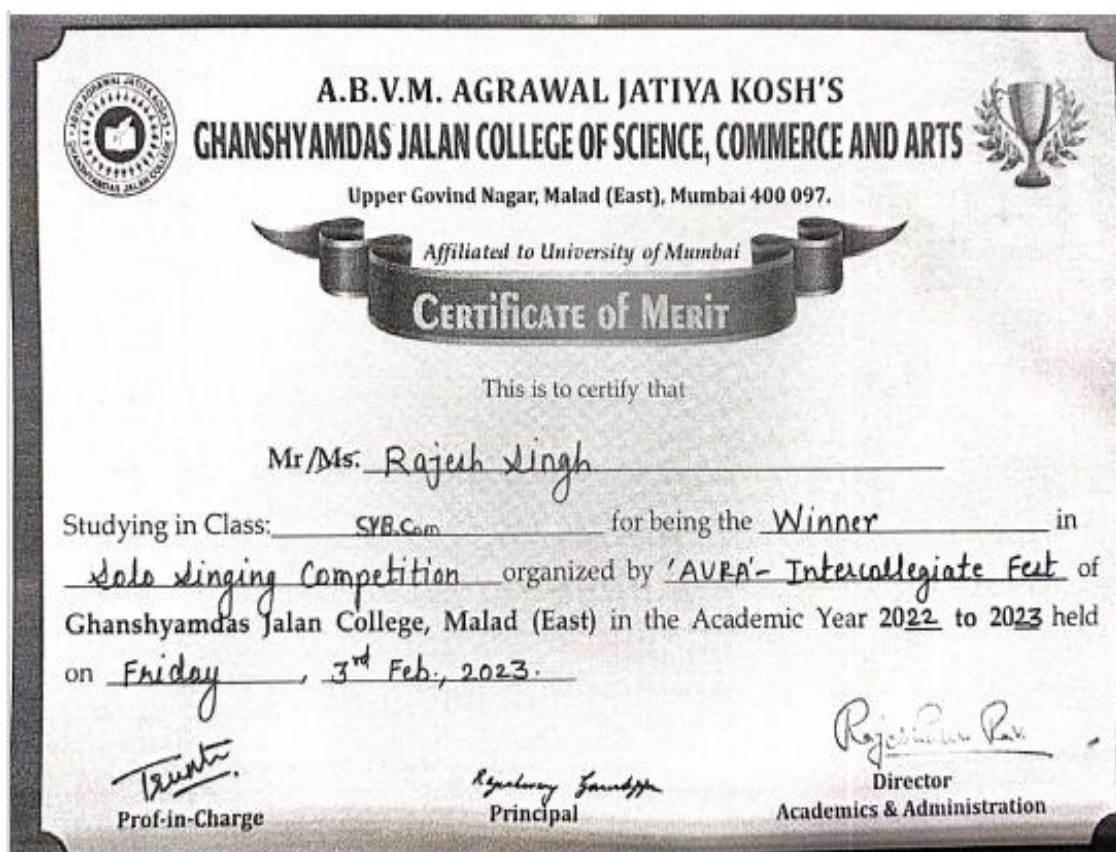 A.B.V.M. AGRAWAL JATIYA KOSH'S
GHANSHYAMDAS JALAN COLLEGE OF SCIENCE, COMMERCE AND ARTS
Upper Govind Nagar, Malad (East), Mumbai 400 097.
Affiliated to University of Mumbai
CERTIFICATE OF MERIT
This is to certify that
Mr/Ms. Rajesh Singh
Studying in Class: SYB.Com for being the Winner in
Solo Singing Competition organized by 'AURA' - Intercollegiate Fest of
Ghanshyamdas Jalan College, Malad (East) in the Academic Year 2022 to 2023 held
on Friday, 3rd Feb., 2023.
Prof-in-Charge
Principal
Director
Academics & Administration